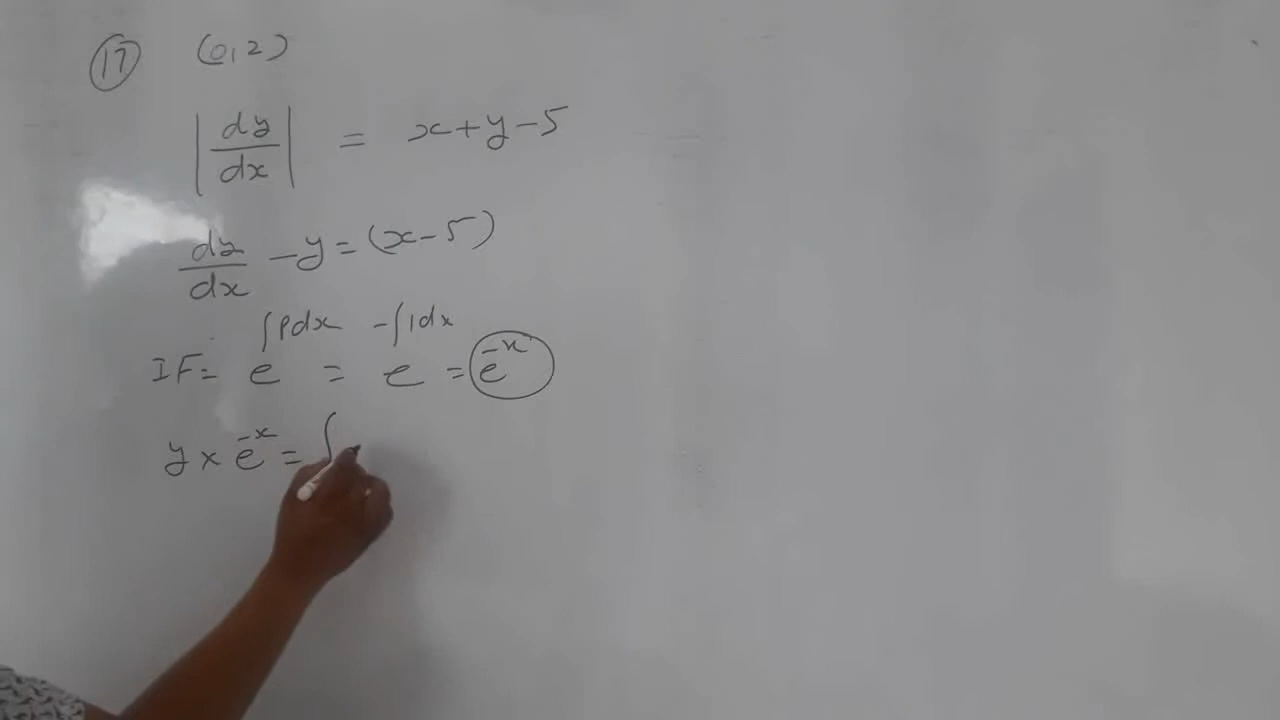 17 (0, 2)
|dy/dx| = x + y - 5
dy/dx - y = (x - 5)
IF = e^∫Pdx = e^-∫1dx = e^-x
y × e^-x = ∫